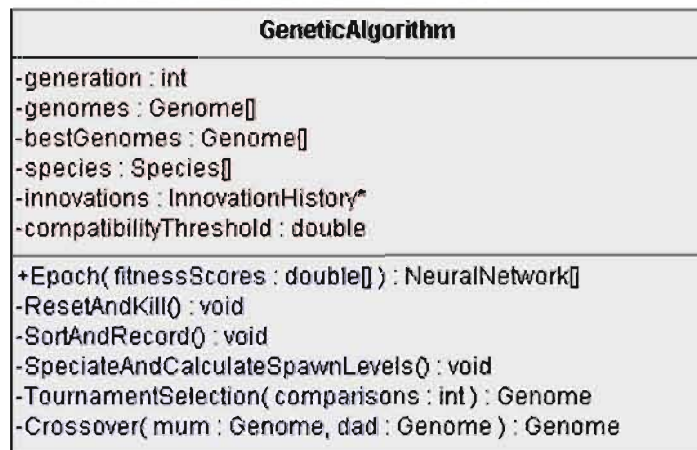 GeneticAlgorithm
-generation : int
-genomes : Genome[]
-bestGenomes : Genome[]
-species : Species[]
-innovations : InnovationHistory*
-compatibilityThreshold : double
+Epoch( fitnessScores : double[] ) : NeuralNetwork[]
-ResetAndKill() : void
-SortAndRecord() : void
-SpeciateAndCalculateSpawnLevels() : void
-TournamentSelection( comparisons : int ) : Genome
-Crossover( mum : Genome, dad : Genome ) : Genome